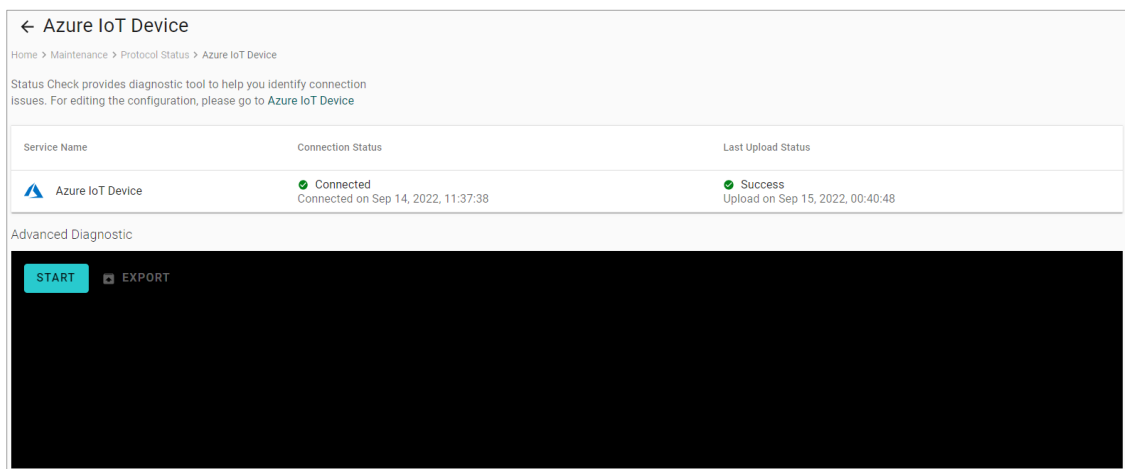 Azure IoT Device
Home > Maintenance > Protocol Status > Azure IoT Device
Status Check provides diagnostic tool to help you identify connection
issues. For editing the configuration, please go to Azure IoT Device
Service Name Connection Status Last Upload Status
Azure IoT Device Connected Success
Connected on Sep 14, 2022, 11:37:38 Upload on Sep 15, 2022, 00:40:48
Advanced Diagnostic
START EXPORT